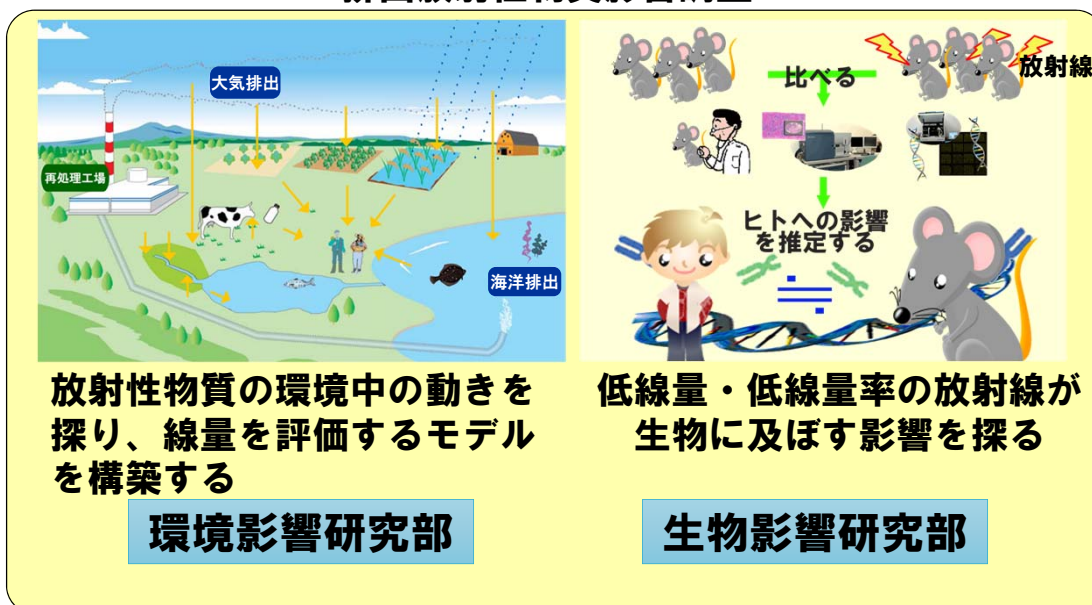 大気排出
再処理工場
海洋排出
放射線
比べる
ヒトへの影響
を推定する
放射性物質の環境中の動きを
探り、線量を評価するモデル
を構築する
環境影響研究部
低線量・低線量率の放射線が
生物に及ぼす影響を探る
生物影響研究部